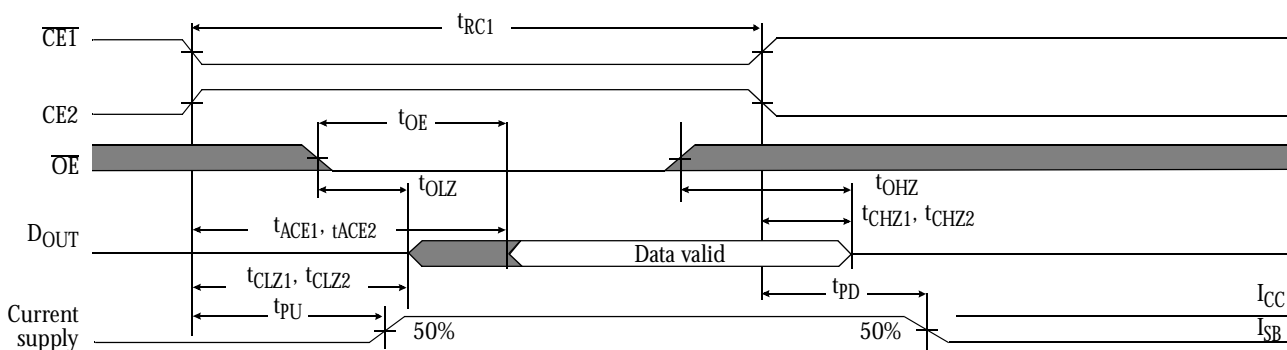 tRC1
CE1
CE2
tOE
OE
tOLZ
tOHZ
tACE1, tACE2
tCHZ1, tCHZ2
DOUT
Data valid
tCLZ1, tCLZ2
tPU
tPD
ICC
Current
supply
50%
50%
ISB